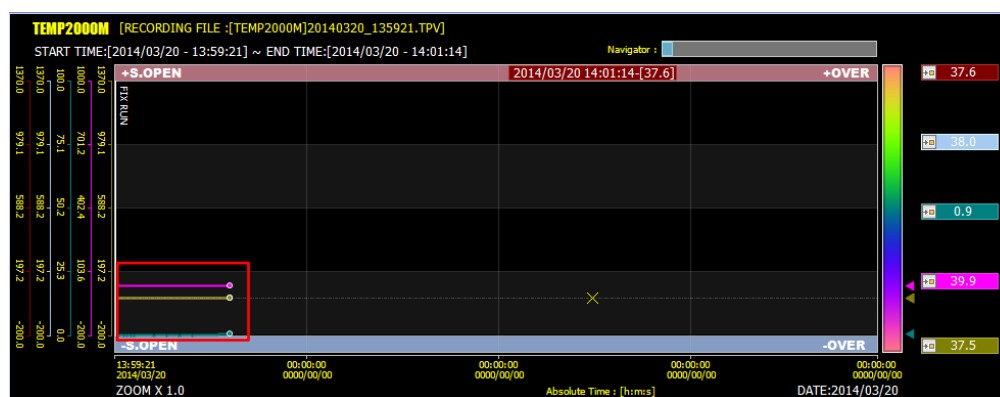 TEMP2000M [RECORDING FILE :[TEMP2000M]20140320_135921.TPV]
START TIME:[2014/03/20 - 13:59:21] ~ END TIME:[2014/03/20 - 14:01:14]
Navigator :
+S.OPEN
2014/03/20 14:01:14-[37.6]
+OVER
FIX RUN
1370.0 1370.0 100.0 1000.0 1370.0
979.1 979.1 75.1 701.2 979.1
588.2 588.2 50.2 402.4 588.2
197.2 197.2 25.3 103.6 197.2
-200.0 -200.0 0.0 -200.0 -200.0
37.6
38.0
0.9
39.9
37.5
-S.OPEN
-OVER
13:59:21 00:00:00 00:00:00 00:00:00 00:00:00
2014/03/20 0000/00/00 0000/00/00 0000/00/00 0000/00/00
ZOOM X 1.0
Absolute Time : [h:m:s]
DATE:2014/03/20